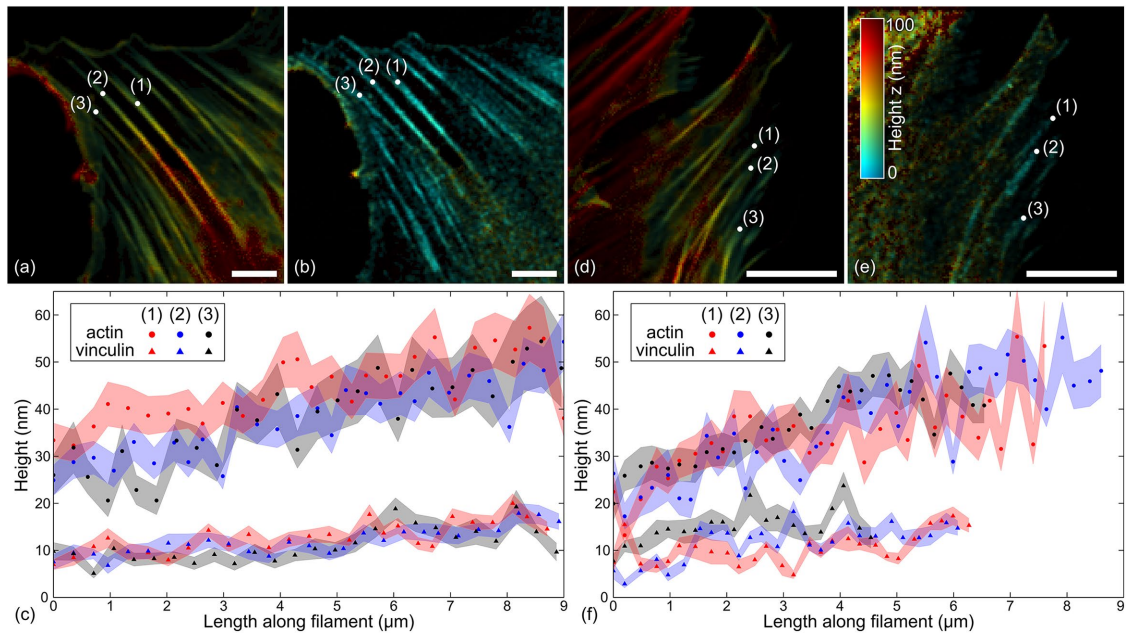 (1)
(2)
(3)
(a)
(1)
(2)
(3)
(b)
(1)
(2)
(3)
(d)
100
Height z (nm)
0
(1)
(2)
(3)
(e)
60
50
40
30
20
10
0
Height (nm)
(1) (2) (3)
actin
vinculin
0 1 2 3 4 5 6 7 8 9
Length along filament (µm)
(c)
60
50
40
30
20
10
0
Height (nm)
(1) (2) (3)
actin
vinculin
0 1 2 3 4 5 6 7 8 9
Length along filament (µm)
(f)